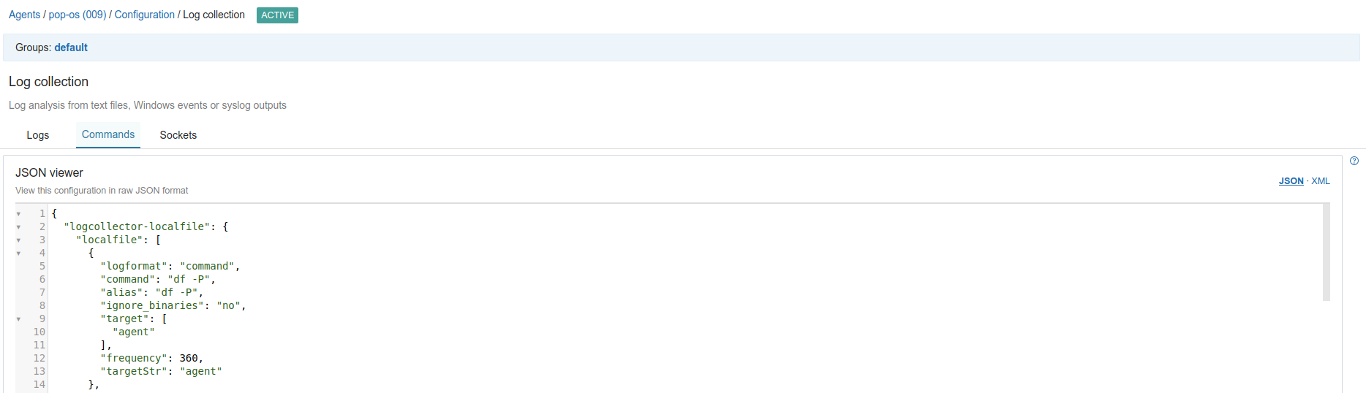 Agents / pop-os (009) / Configuration / Log collection ACTIVE
Groups: default
Log collection
Log analysis from text files, Windows events or syslog outputs
Logs Commands Sockets
JSON viewer
View this configuration in raw JSON format
JSON · XML
1 {
2 "logcollector-localfile": {
3 "localfile": [
4 {
5 "logformat": "command",
6 "command": "df -P",
7 "alias": "df -P",
8 "ignore_binaries": "no",
9 "target": [
10 "agent"
11 ],
12 "frequency": 360,
13 "targetStr": "agent"
14 },